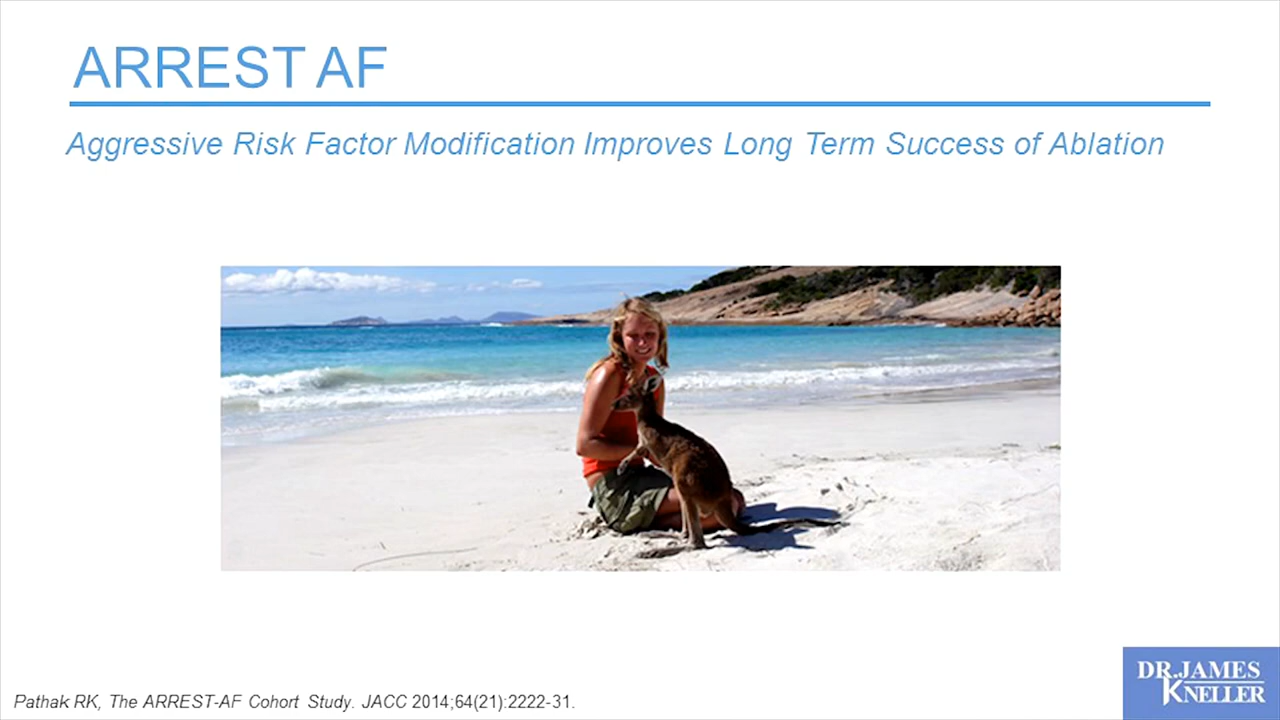 ARREST AF
Aggressive Risk Factor Modification Improves Long Term Success of Ablation
DR.JAMES
KNELLER
Pathak RK, The ARREST-AF Cohort Study. JACC 2014;64(21):2222-31.